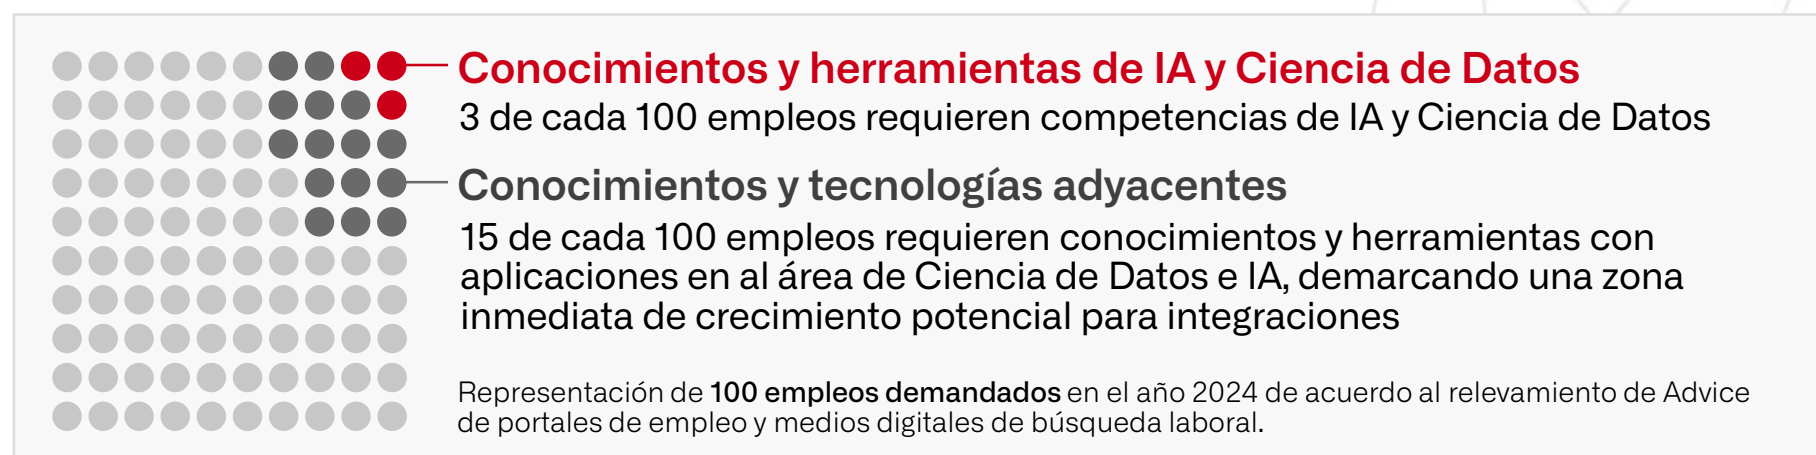 Conocimientos y herramientas de IA y Ciencia de Datos
3 de cada 100 empleos requieren competencias de IA y Ciencia de Datos
Conocimientos y tecnologías adyacentes
15 de cada 100 empleos requieren conocimientos y herramientas con
aplicaciones en al área de Ciencia de Datos e IA, demarcando una zona
inmediata de crecimiento potencial para integraciones
Representación de 100 empleos demandados en el año 2024 de acuerdo al relevamiento de Advice
de portales de empleo y medios digitales de búsqueda laboral.